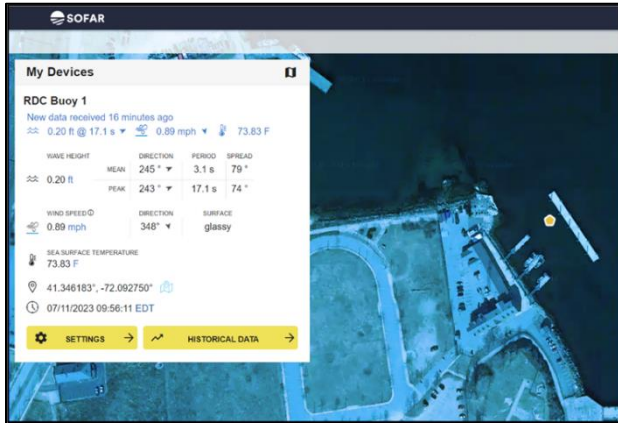 SOFAR
My Devices
RDC Buoy 1
New data received 16 minutes ago
0.20 ft @ 17.1 s 0.89 mph 73.83 F
WAVE HEIGHT DIRECTION PERIOD SPREAD
MEAN 245 ° 3.1 s 79 °
0.20 ft
PEAK 243 ° 17.1 s 74 °
WIND SPEED DIRECTION SURFACE
0.89 mph 348° glassy
SEA SURFACE TEMPERATURE
73.83 F
41.346183°, -72.092750°
07/11/2023 09:56:11 EDT
SETTINGS → HISTORICAL DATA →